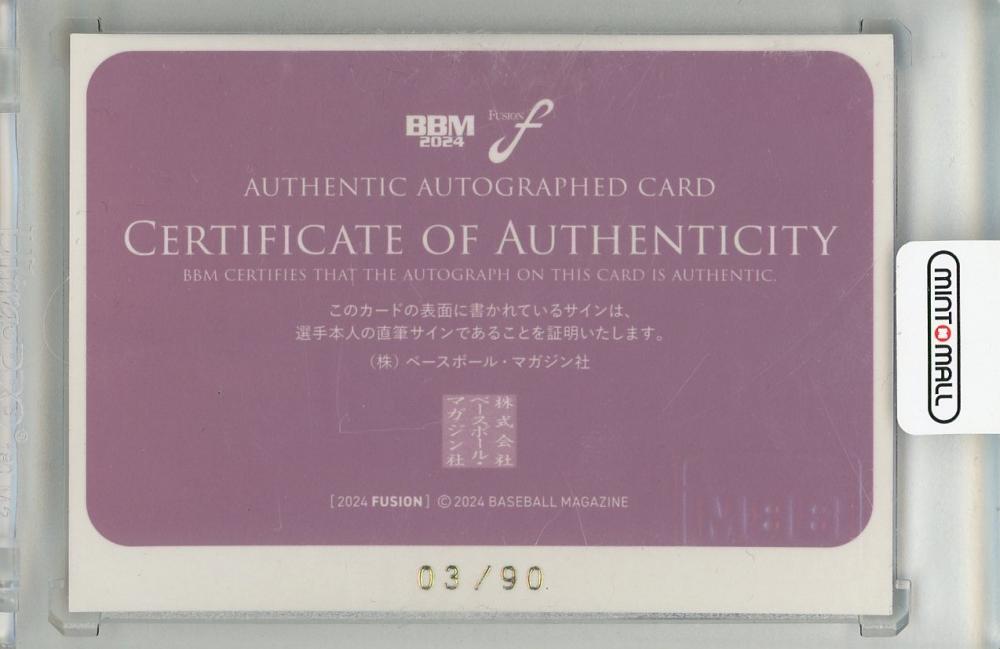 BBM
2024
FUSION f
AUTHENTIC AUTOGRAPHED CARD
CERTIFICATE OF AUTHENTICITY
BBM CERTIFIES THAT THE AUTOGRAPH ON THIS CARD IS AUTHENTIC.
このカードの表面に書かれているサインは、
選手本人の直筆サインであることを証明いたします。
（株）ベースボール・マガジン社
株式会社
ベースボール・
マガジン社
[2024 FUSION] ©2024 BASEBALL MAGAZINE
03/90
MINTOMALL